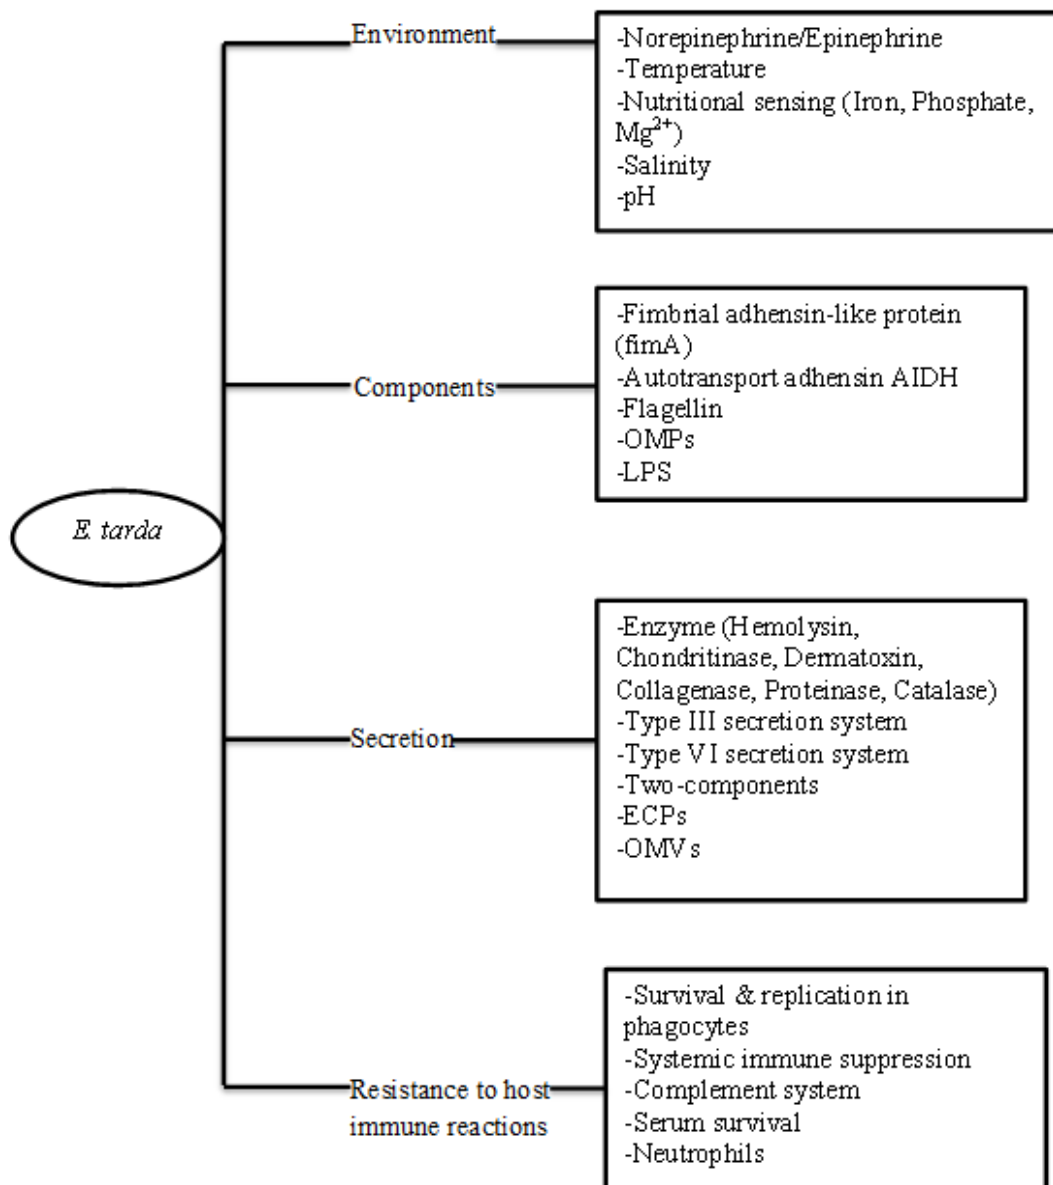 Environment
-Norepinephrine/Epinephrine
-Temperature
-Nutritional sensing (Iron, Phosphate,
Mg²⁺)
-Salinity
-pH
Components
-Fimbrial adhensin-like protein
(fimA)
-Autotransport adhensin AIDH
-Flagellin
-OMPs
-LPS
E. tarda
Secretion
-Enzyme (Hemolysin,
Chondritinase, Dermatoxin,
Collagenase, Proteinase, Catalase)
-Type III secretion system
-Type VI secretion system
-Two-components
-ECPs
-OMVs
Resistance to host
immune reactions
-Survival & replication in
phagocytes
-Systemic immune suppression
-Complement system
-Serum survival
-Neutrophils